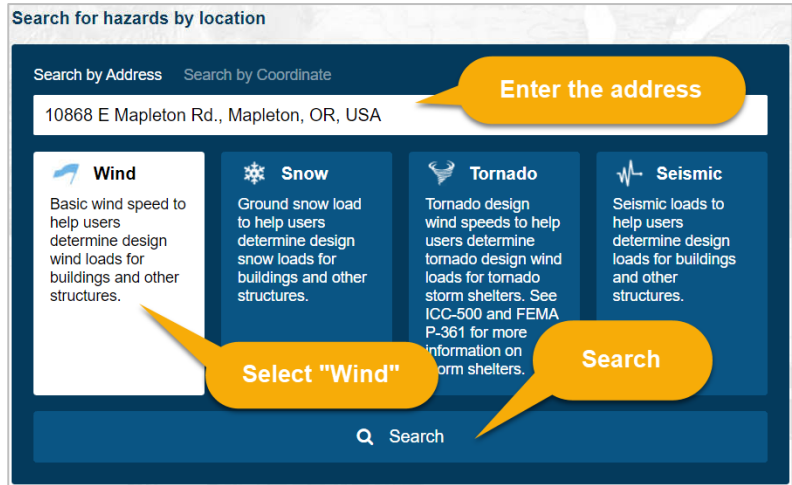 Search for hazards by location
Search by Address
Search by Coordinate
Enter the address
10868 E Mapleton Rd., Mapleton, OR, USA
Wind
Basic wind speed to
help users
determine design
wind loads for
buildings and other
structures.
Snow
Ground snow load
to help users
determine design
snow loads for
buildings and other
structures.
Tornado
Tornado design
wind speeds to help
users determine
tornado design wind
loads for tornado
storm shelters. See
ICC-500 and FEMA
P-361 for more
information on
storm shelters.
Seismic
Seismic loads to
help users
determine design
loads for buildings
and other
structures.
Select "Wind"
Search
Search